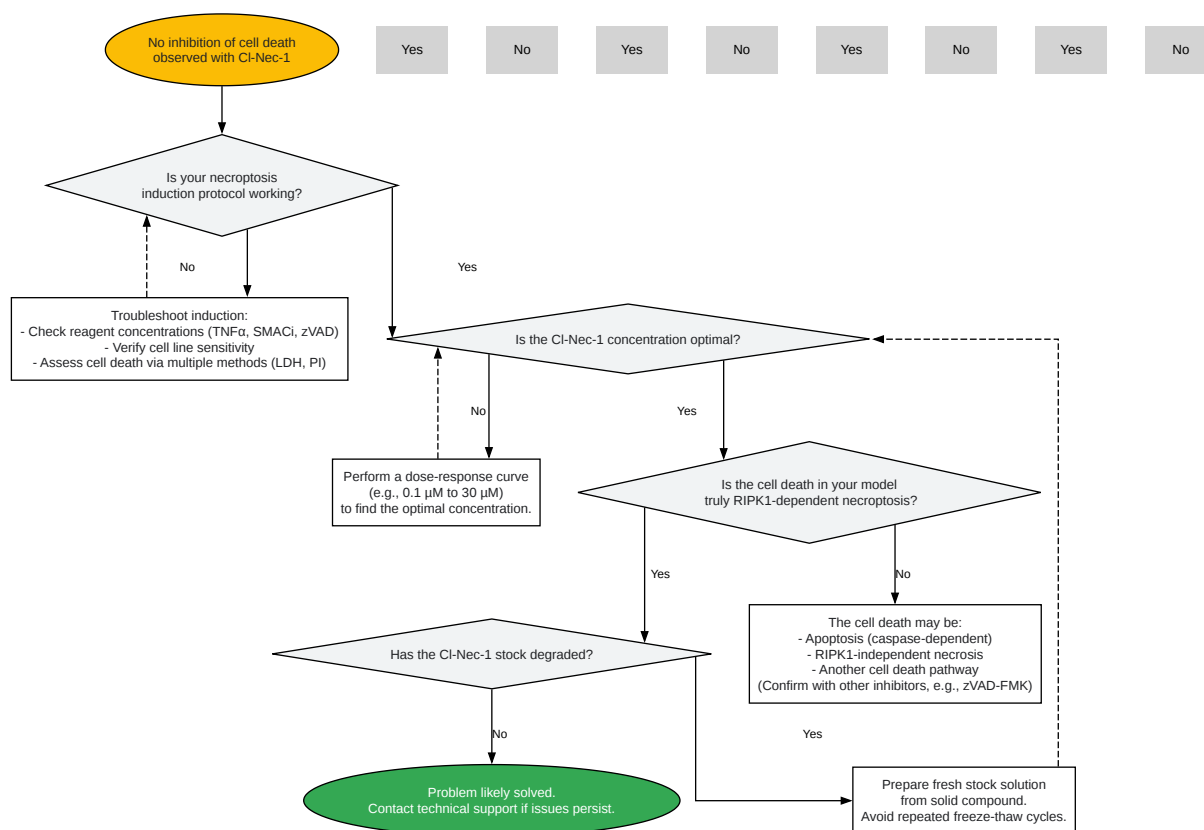 No inhibition of cell death
observed with Cl-Nec-1
Yes
No
Yes
No
Yes
No
Yes
No
Is your necroptosis
induction protocol working?
No
Yes
Troubleshoot induction:
- Check reagent concentrations (TNFα, SMACi, zVAD)
- Verify cell line sensitivity
- Assess cell death via multiple methods (LDH, PI)
Is the Cl-Nec-1 concentration optimal?
No
Yes
Perform a dose-response curve
(e.g., 0.1 µM to 30 µM)
to find the optimal concentration.
Is the cell death in your model
truly RIPK1-dependent necroptosis?
Yes
No
The cell death may be:
- Apoptosis (caspase-dependent)
- RIPK1-independent necrosis
- Another cell death pathway
(Confirm with other inhibitors, e.g., zVAD-FMK)
Has the Cl-Nec-1 stock degraded?
No
Yes
Problem likely solved.
Contact technical support if issues persist.
Prepare fresh stock solution
from solid compound.
Avoid repeated freeze-thaw cycles.